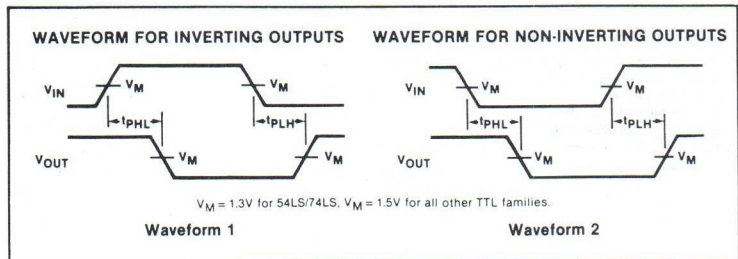 WAVEFORM FOR INVERTING OUTPUTS
WAVEFORM FOR NON-INVERTING OUTPUTS
VIN
VM
VM
tPHL
tPLH
VOUT
VM
VM
VIN
VM
VM
tPHL
tPLH
VOUT
VM
VM
VM = 1.3V for 54LS/74LS, VM = 1.5V for all other TTL families.
Waveform 1
Waveform 2